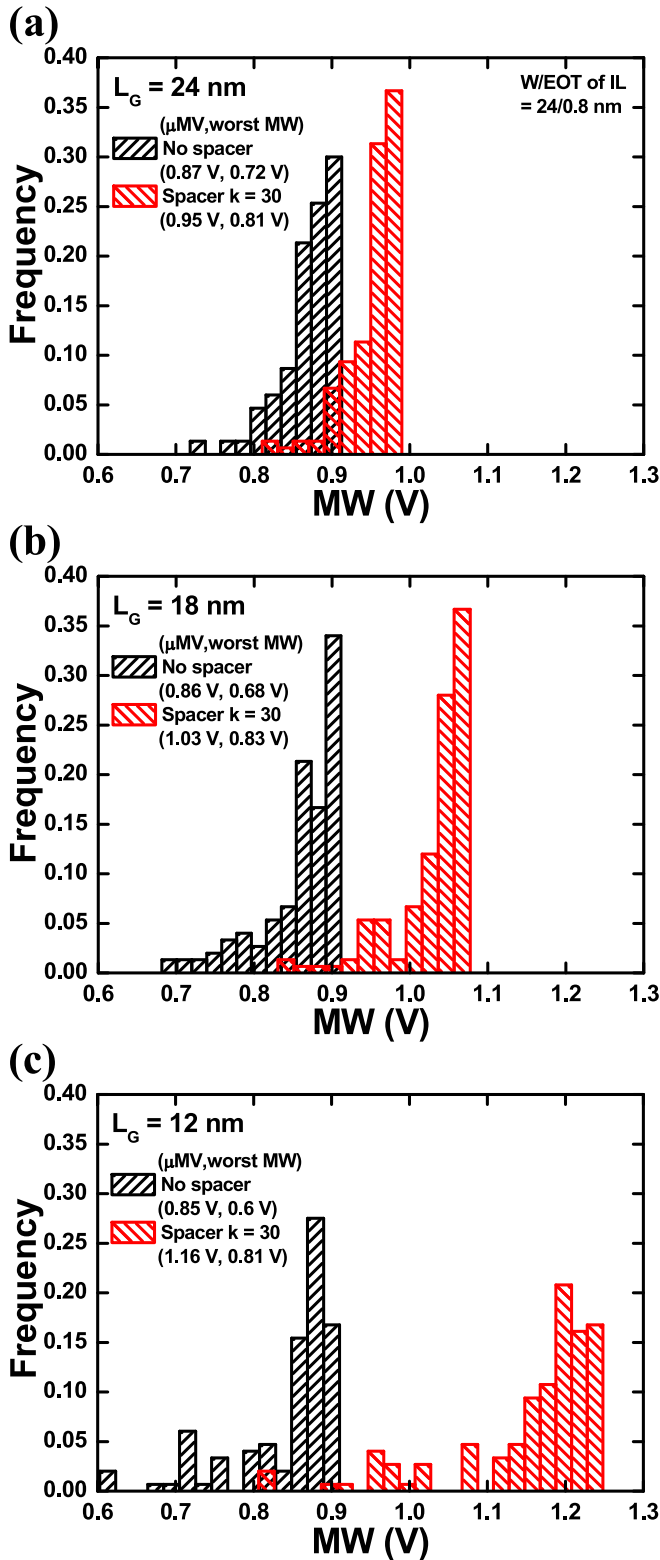 (a)
0.40
0.35
0.30
0.25
0.20
0.15
0.10
0.05
0.00
Frequency
L_G = 24 nm
(μMV,worst MW)
No spacer
(0.87 V, 0.72 V)
Spacer k = 30
(0.95 V, 0.81 V)
W/EOT of IL
= 24/0.8 nm
0.6 0.7 0.8 0.9 1.0 1.1 1.2 1.3
MW (V)
(b)
0.40
0.35
0.30
0.25
0.20
0.15
0.10
0.05
0.00
Frequency
L_G = 18 nm
(μMV,worst MW)
No spacer
(0.86 V, 0.68 V)
Spacer k = 30
(1.03 V, 0.83 V)
0.6 0.7 0.8 0.9 1.0 1.1 1.2 1.3
MW (V)
(c)
0.40
0.35
0.30
0.25
0.20
0.15
0.10
0.05
0.00
Frequency
L_G = 12 nm
(μMV,worst MW)
No spacer
(0.85 V, 0.6 V)
Spacer k = 30
(1.16 V, 0.81 V)
0.6 0.7 0.8 0.9 1.0 1.1 1.2 1.3
MW (V)